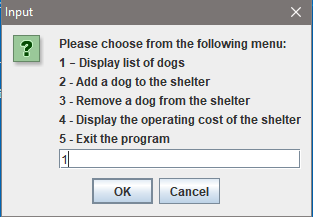 Input
Please choose from the following menu:
1 - Display list of dogs
2 - Add a dog to the shelter
3 - Remove a dog from the shelter
4 - Display the operating cost of the shelter
5 - Exit the program
1
OK Cancel